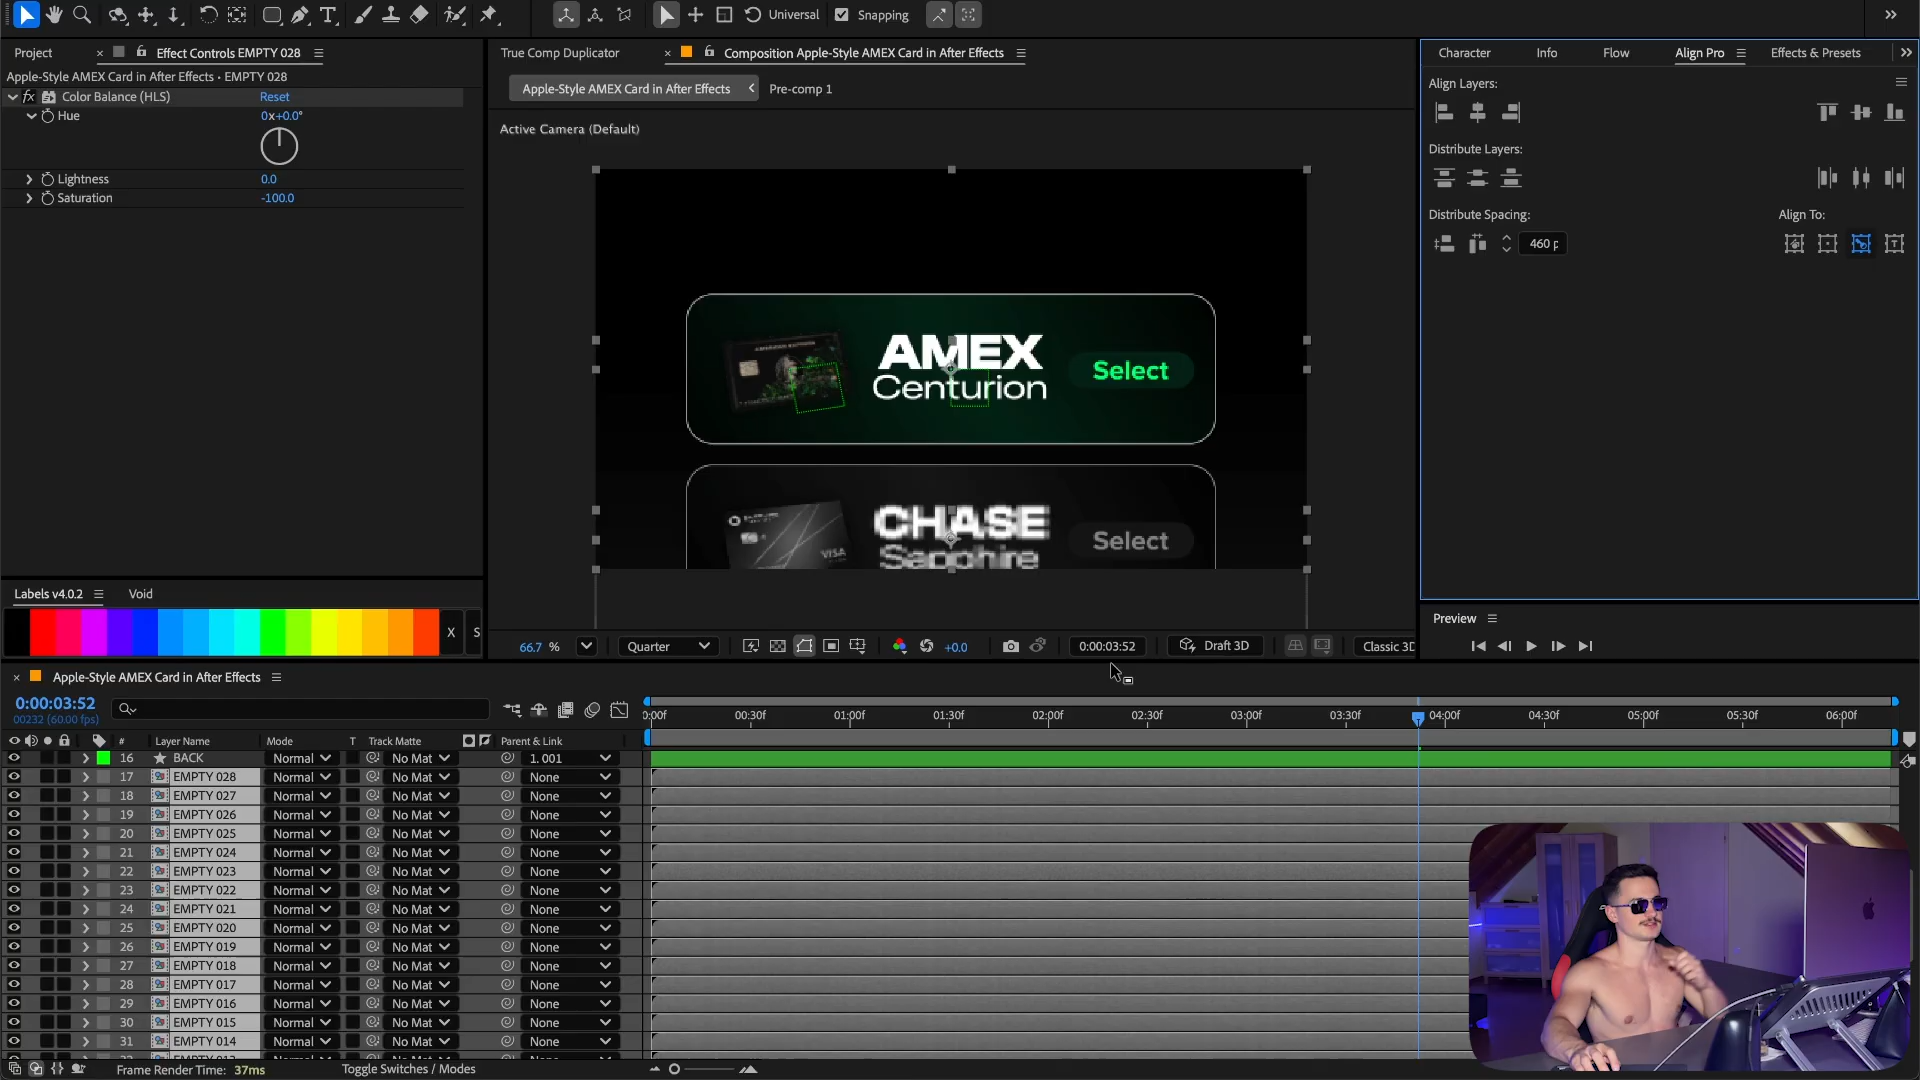 Universal
Snapping
Project
Effect Controls EMPTY 028
Apple-Style AMEX Card in After Effects • EMPTY 028
fx Color Balance (HLS)
Reset
Hue
0x+0.0°
Lightness
0.0
Saturation
-100.0
Labels v4.0.2
Void
X
S
True Comp Duplicator
Composition Apple-Style AMEX Card in After Effects
Apple-Style AMEX Card in After Effects
Pre-comp 1
Active Camera (Default)
AMEX
Centurion
Select
CHASE
Sapphire
VISA
Select
66.7 %
Quarter
+0.0
0:00:03:52
Draft 3D
Classic 3D
Character
Info
Flow
Align Pro
Effects & Presets
Align Layers:
Distribute Layers:
Distribute Spacing:
Align To:
460 p
Preview
Apple-Style AMEX Card in After Effects
0:00:03:52
00232 (60.00 fps)
0:00f 00:30f 01:00f 01:30f 02:00f 02:30f 03:00f 03:30f 04:00f 04:30f 05:00f 05:30f 06:00f
# Layer Name Mode T Track Matte Parent & Link
16 BACK Normal No Mat 1. 001
17 EMPTY 028 Normal No Mat None
18 EMPTY 027 Normal No Mat None
19 EMPTY 026 Normal No Mat None
20 EMPTY 025 Normal No Mat None
21 EMPTY 024 Normal No Mat None
22 EMPTY 023 Normal No Mat None
23 EMPTY 022 Normal No Mat None
24 EMPTY 021 Normal No Mat None
25 EMPTY 020 Normal No Mat None
26 EMPTY 019 Normal No Mat None
27 EMPTY 018 Normal No Mat None
28 EMPTY 017 Normal No Mat None
29 EMPTY 016 Normal No Mat None
30 EMPTY 015 Normal No Mat None
31 EMPTY 014 Normal No Mat None
Frame Render Time: 37ms
Toggle Switches / Modes